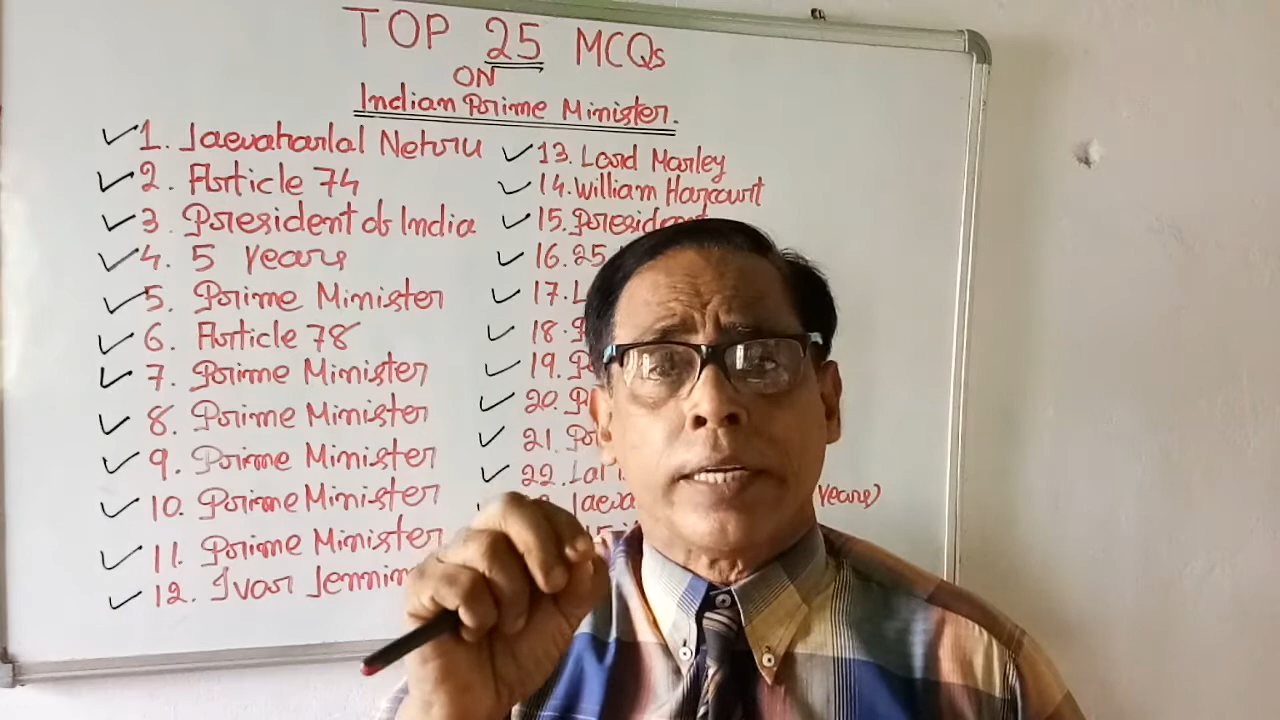 TOP 25 MCQs
ON
Indian Prime Minister.
1. Jaewaharlal Nehru
2. Article 74
3. President of India
4. 5 Years
5. Prime Minister
6. Article 78
7. Prime Minister
8. Prime Minister
9. Prime Minister
10. Prime Minister
11. Prime Minister
12. Ivor
13. Lord Marley
14. William Harcourt
15. President
16. 25
17.
18.
19.
20.
21.
22.
Years)